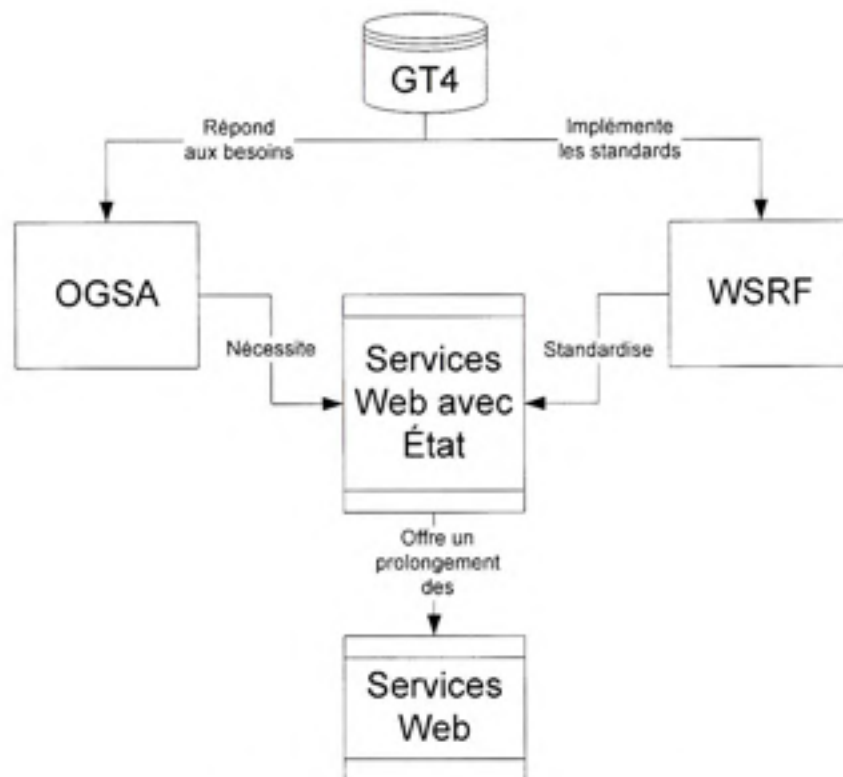 GT4
Répond
aux besoins
Implémente
les standards
OGSA
WSRF
Nécessite
Standardise
Services
Web avec
État
Offre un
prolongement
des
Services
Web